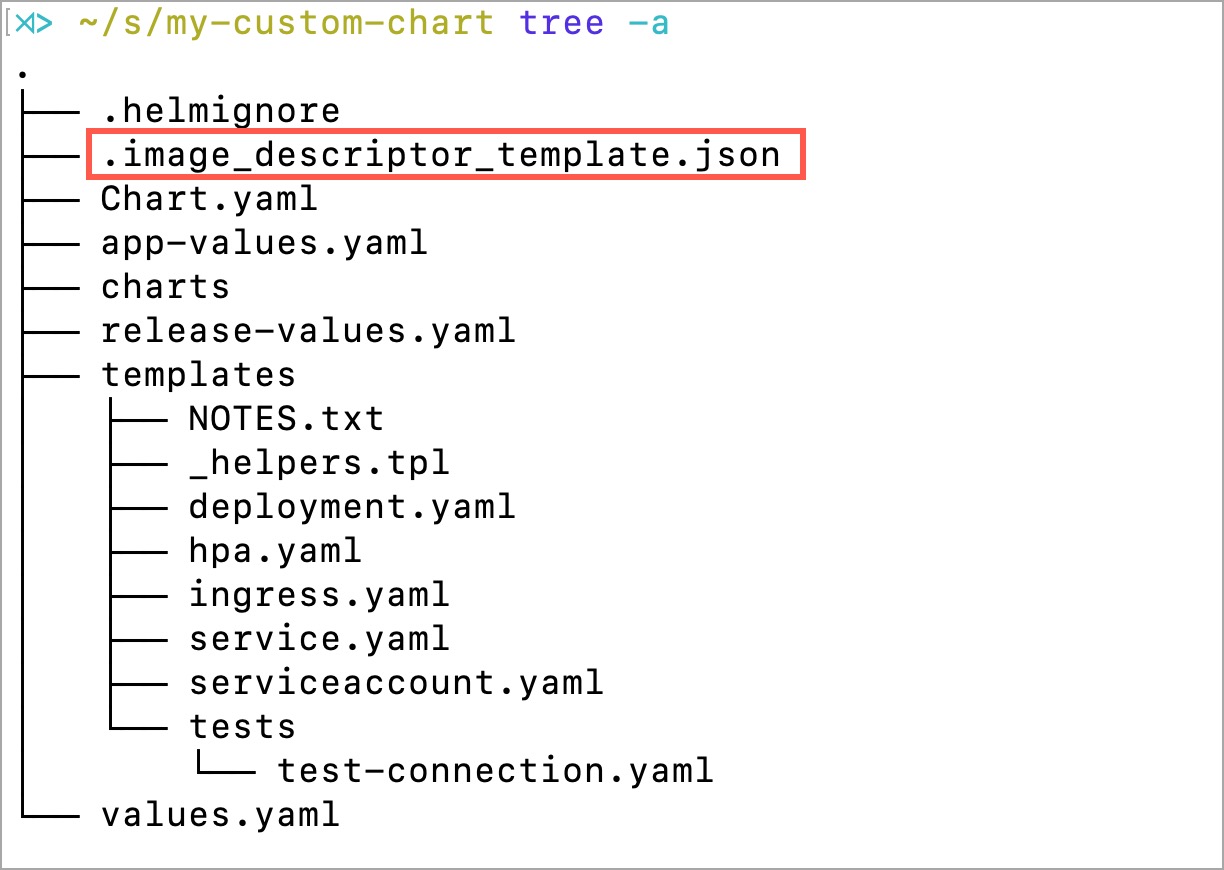 ~/s/my-custom-chart tree -a
.
├── .helmignore
├── .image_descriptor_template.json
├── Chart.yaml
├── app-values.yaml
├── charts
├── release-values.yaml
├── templates
│   ├── NOTES.txt
│   ├── _helpers.tpl
│   ├── deployment.yaml
│   ├── hpa.yaml
│   ├── ingress.yaml
│   ├── service.yaml
│   ├── serviceaccount.yaml
│   └── tests
│       └── test-connection.yaml
└── values.yaml